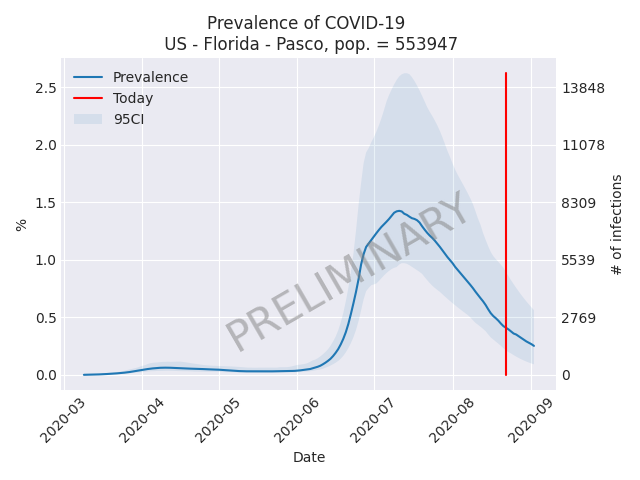 Prevalence of COVID-19
US - Florida - Pasco, pop. = 553947
Prevalence
Today
95CI
2.5
2.0
1.5
1.0
0.5
0.0
%
13848
11078
8309
5539
2769
0
# of infections
PRELIMINARY
2020-03
2020-04
2020-05
2020-06
2020-07
2020-08
2020-09
Date